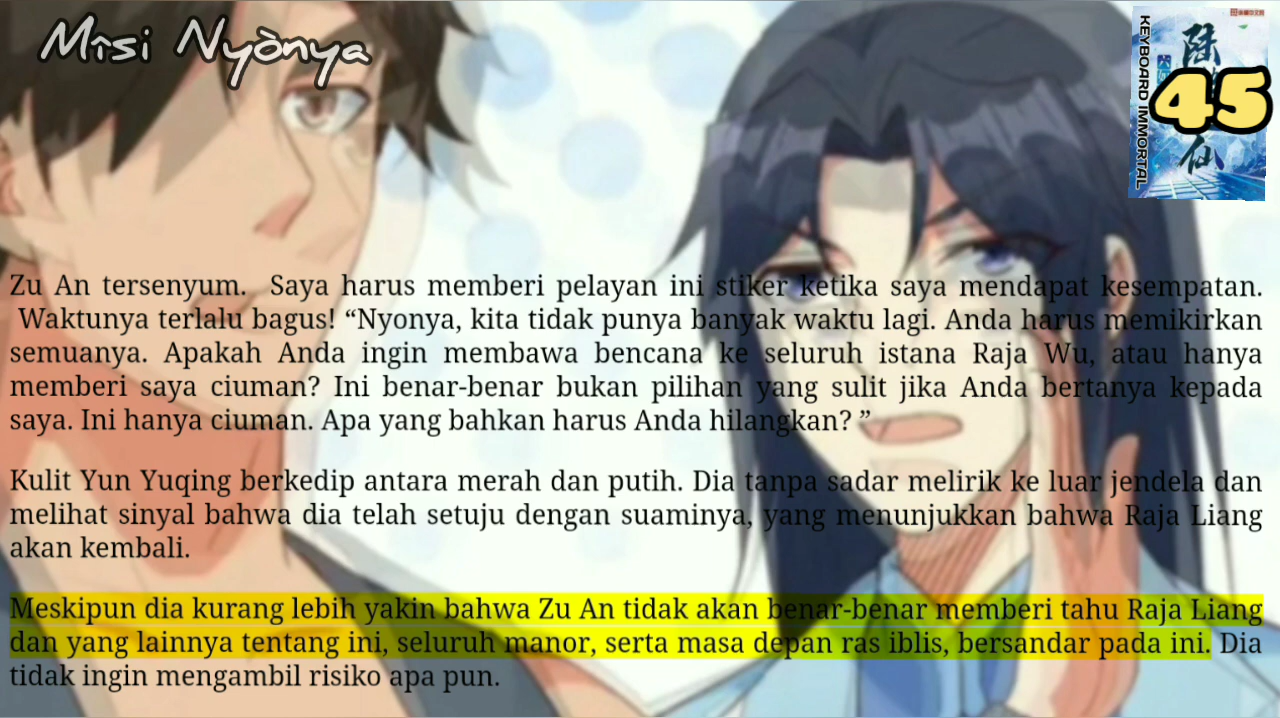 Mîsi Nyònya
KEYBOARD IMMORTAL
45
Zu An tersenyum.  Saya harus memberi pelayan ini stiker ketika saya mendapat kesempatan.
Waktunya terlalu bagus! “Nyonya, kita tidak punya banyak waktu lagi. Anda harus memikirkan
semuanya. Apakah Anda ingin membawa bencana ke seluruh istana Raja Wu, atau hanya
memberi saya ciuman? Ini benar-benar bukan pilihan yang sulit jika Anda bertanya kepada
saya. Ini hanya ciuman. Apa yang bahkan harus Anda hilangkan? ”
Kulit Yun Yuqing berkedip antara merah dan putih. Dia tanpa sadar melirik ke luar jendela dan
melihat sinyal bahwa dia telah setuju dengan suaminya, yang menunjukkan bahwa Raja Liang
akan kembali.
Meskipun dia kurang lebih yakin bahwa Zu An tidak akan benar-benar memberi tahu Raja Liang
dan yang lainnya tentang ini, seluruh manor, serta masa depan ras iblis, bersandar pada ini. Dia
tidak ingin mengambil risiko apa pun.